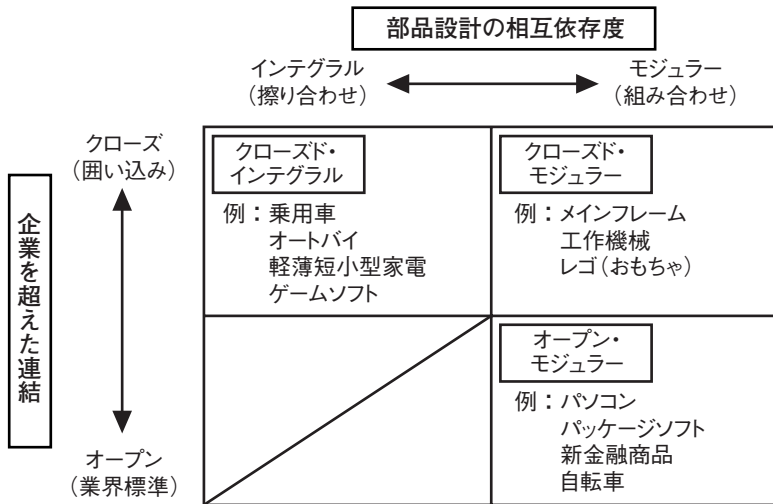 部品設計の相互依存度
インテグラル
(擦り合わせ)
モジュラー
(組み合わせ)
企業を超えた連結
クローズ
(囲い込み)
オープン
(業界標準)
クローズド・
インテグラル
例:乗用車
オートバイ
軽薄短小型家電
ゲームソフト
クローズド・
モジュラー
例:メインフレーム
工作機械
レゴ(おもちゃ)
オープン・
モジュラー
例:パソコン
パッケージソフト
新金融商品
自転車